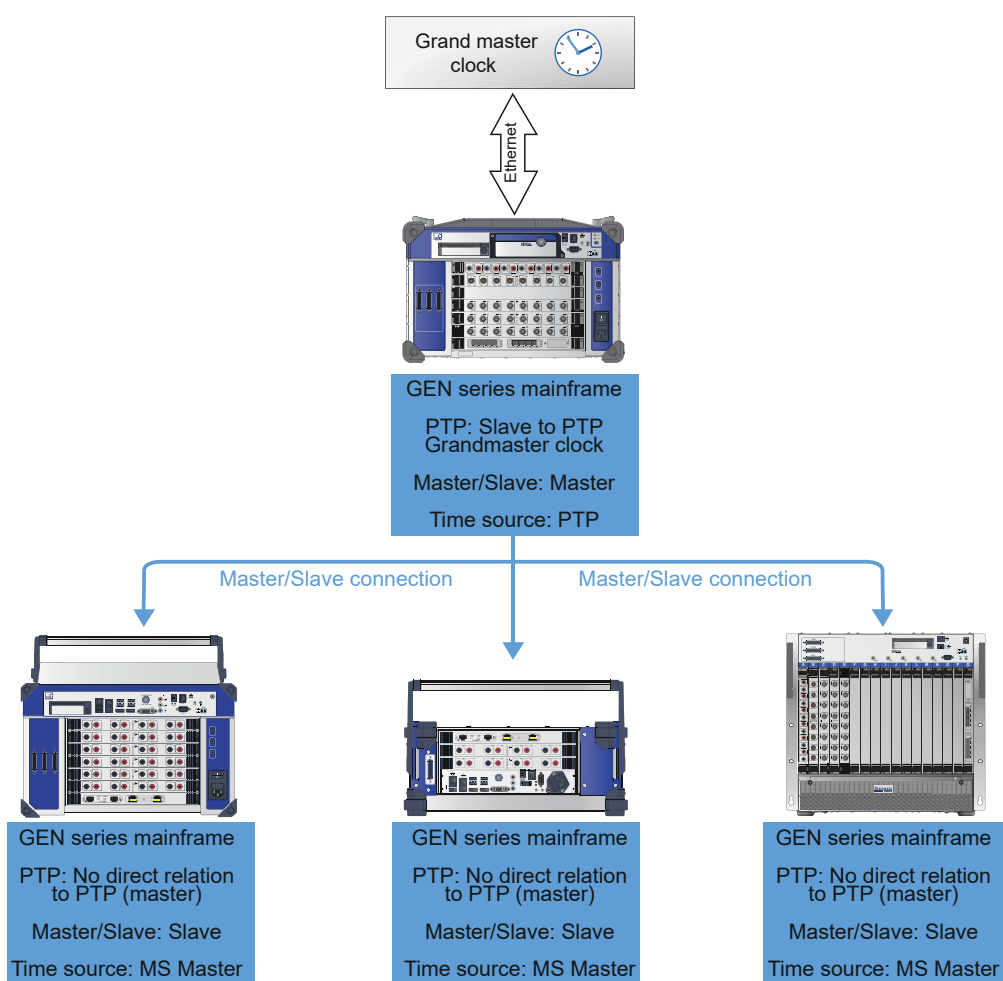 Grand master
clock
Ethernet
GEN series mainframe
PTP: Slave to PTP
Grandmaster clock
Master/Slave: Master
Time source: PTP
Master/Slave connection
Master/Slave connection
GEN series mainframe
PTP: No direct relation
to PTP (master)
Master/Slave: Slave
Time source: MS Master
GEN series mainframe
PTP: No direct relation
to PTP (master)
Master/Slave: Slave
Time source: MS Master
GEN series mainframe
PTP: No direct relation
to PTP (master)
Master/Slave: Slave
Time source: MS Master